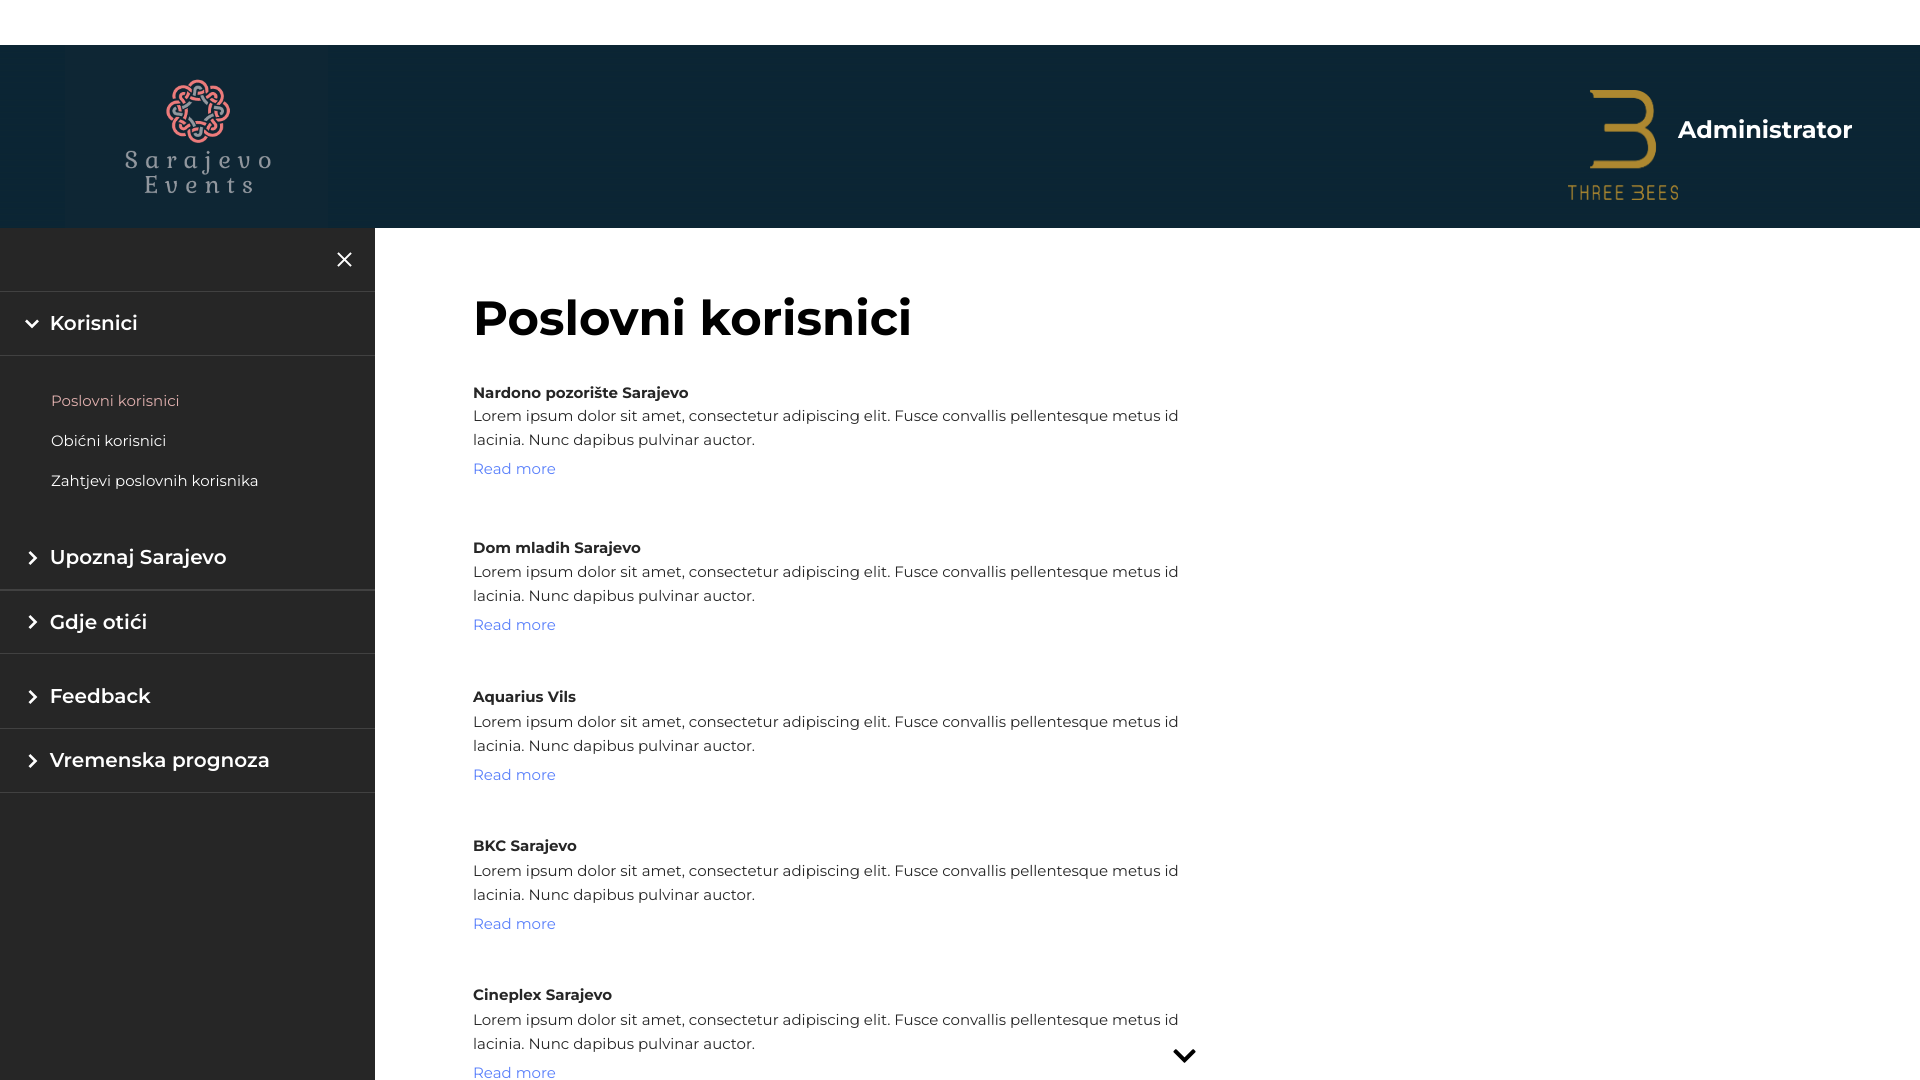 Sarajevo
Events
THREE BEES
Administrator
Korisnici
Poslovni korisnici
Obićni korisnici
Zahtjevi poslovnih korisnika
Upoznaj Sarajevo
Gdje otići
Feedback
Vremenska prognoza
Poslovni korisnici
Nardono pozorište Sarajevo
Lorem ipsum dolor sit amet, consectetur adipiscing elit. Fusce convallis pellentesque metus id
lacinia. Nunc dapibus pulvinar auctor.
Read more
Dom mladih Sarajevo
Lorem ipsum dolor sit amet, consectetur adipiscing elit. Fusce convallis pellentesque metus id
lacinia. Nunc dapibus pulvinar auctor.
Read more
Aquarius Vils
Lorem ipsum dolor sit amet, consectetur adipiscing elit. Fusce convallis pellentesque metus id
lacinia. Nunc dapibus pulvinar auctor.
Read more
BKC Sarajevo
Lorem ipsum dolor sit amet, consectetur adipiscing elit. Fusce convallis pellentesque metus id
lacinia. Nunc dapibus pulvinar auctor.
Read more
Cineplex Sarajevo
Lorem ipsum dolor sit amet, consectetur adipiscing elit. Fusce convallis pellentesque metus id
lacinia. Nunc dapibus pulvinar auctor.
Read more